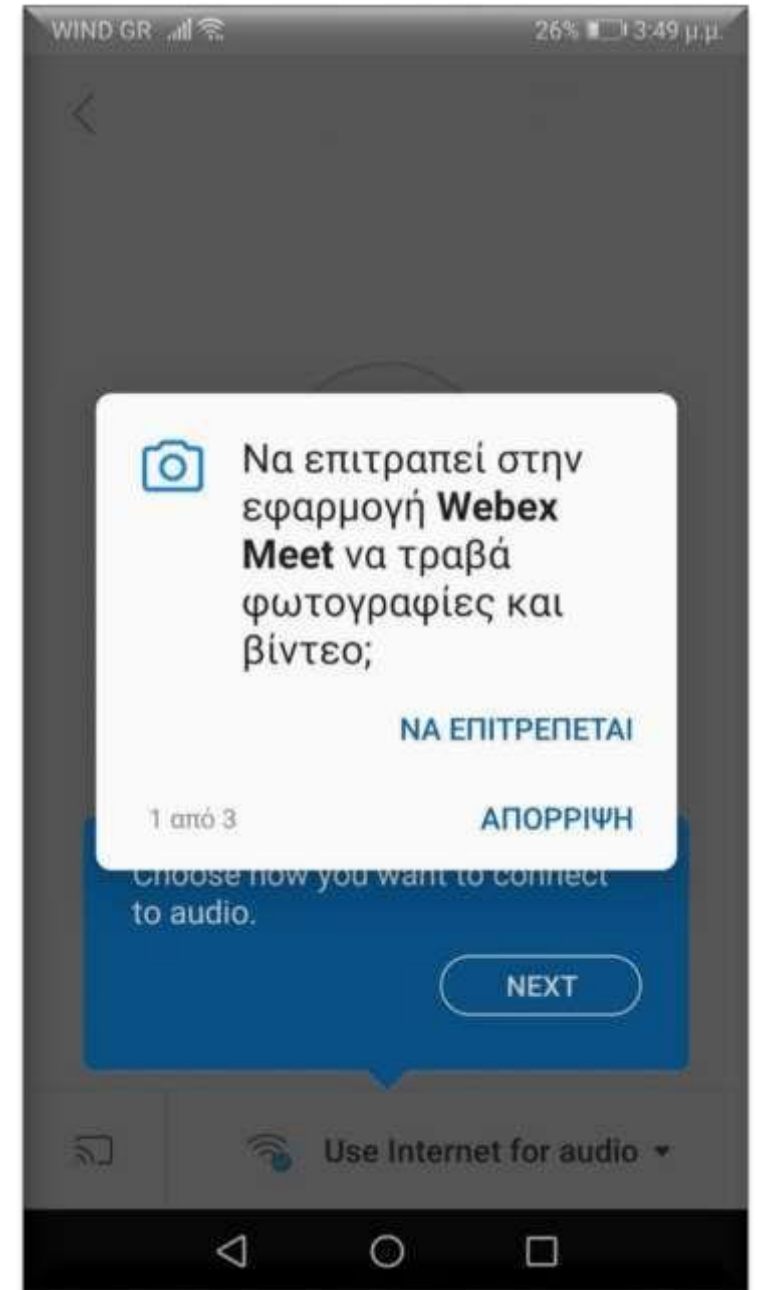 WIND GR 26% 3:49 μ.μ.
Να επιτραπεί στην
εφαρμογή Webex
Meet να τραβά
φωτογραφίες και
βίντεο;
ΝΑ ΕΠΙΤΡΕΠΕΤΑΙ
1 από 3 ΑΠΟΡΡΙΨΗ
Choose how you want to connect
to audio.
NEXT
Use Internet for audio